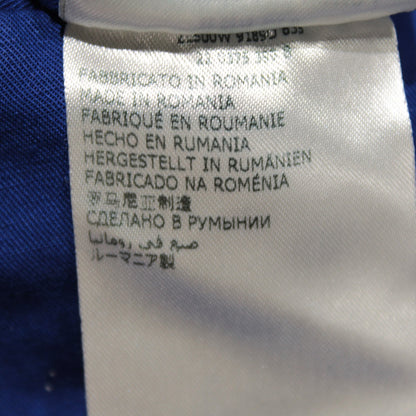 FABBRICATO IN ROMANIA
MADE IN ROMANIA
FABRIQUÉ EN ROUMANIE
HECHO EN RUMANIA
HERGESTELLT IN RUMÄNIEN
FABRICADO NA ROMÉNIA
罗马尼亚制造
СДЕЛАНО В РУМЫНИИ
صنع في رومانيا
ルーマニア製